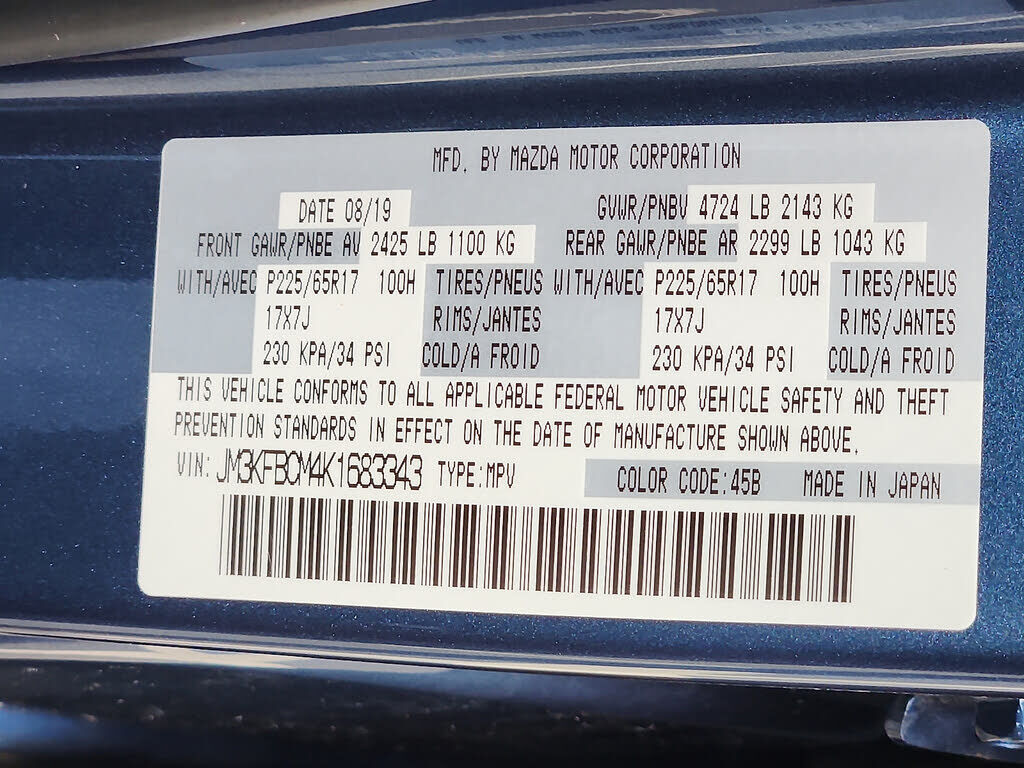 MFD. BY MAZDA MOTOR CORPORATION
DATE 08/19 GVWR/PNBV 4724 LB 2143 KG
FRONT GAWR/PNBE AV 2425 LB 1100 KG REAR GAWR/PNBE AR 2299 LB 1043 KG
WITH/AVEC P225/65R17 100H TIRES/PNEUS WITH/AVEC P225/65R17 100H TIRES/PNEUS
17X7J RIMS/JANTES 17X7J RIMS/JANTES
230 KPA/34 PSI COLD/A FROID 230 KPA/34 PSI COLD/A FROID
THIS VEHICLE CONFORMS TO ALL APPLICABLE FEDERAL MOTOR VEHICLE SAFETY AND THEFT
PREVENTION STANDARDS IN EFFECT ON THE DATE OF MANUFACTURE SHOWN ABOVE.
VIN: JM3KFBCM4K1683343 TYPE:MPV COLOR CODE:45B MADE IN JAPAN